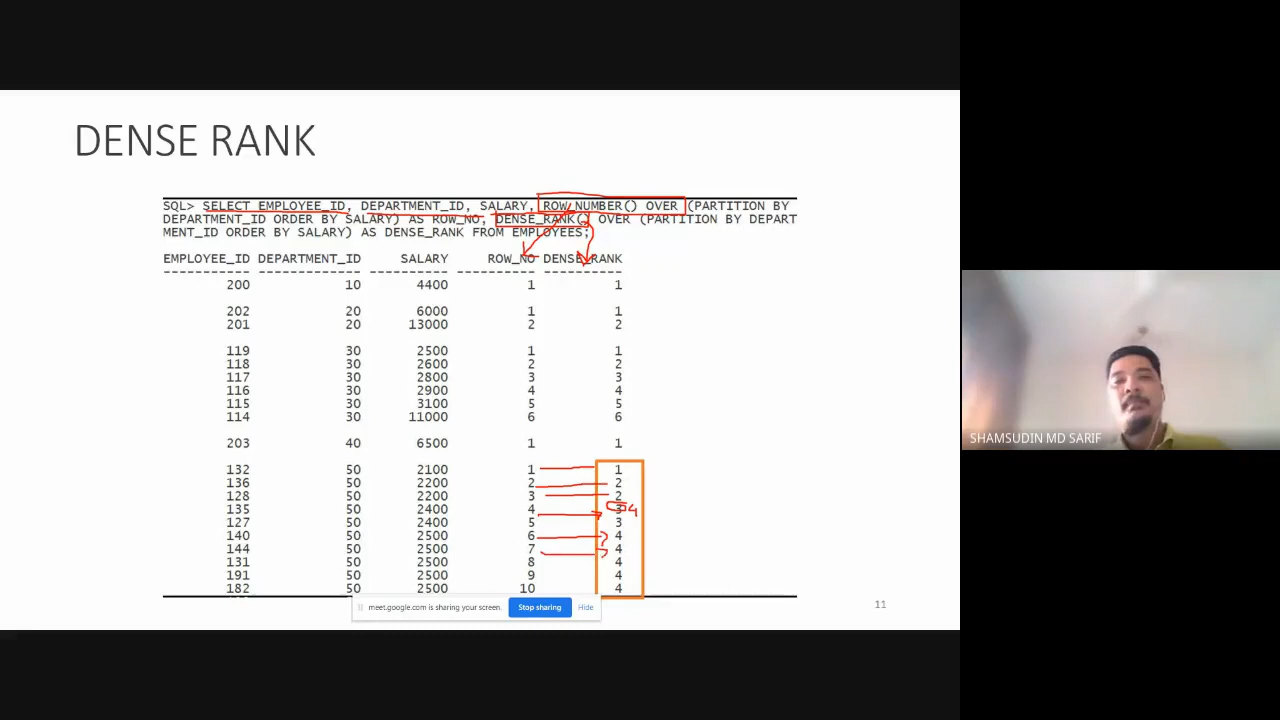 DENSE RANK
SQL> SELECT EMPLOYEE_ID, DEPARTMENT_ID, SALARY, ROW_NUMBER() OVER (PARTITION BY
DEPARTMENT_ID ORDER BY SALARY) AS ROW_NO, DENSE_RANK() OVER (PARTITION BY DEPART
MENT_ID ORDER BY SALARY) AS DENSE_RANK FROM EMPLOYEES;
EMPLOYEE_ID DEPARTMENT_ID SALARY ROW_NO DENSE_RANK
----------- ------------- ---------- ---------- ----------
200 10 4400 1 1
202 20 6000 1 1
201 20 13000 2 2
119 30 2500 1 1
118 30 2600 2 2
117 30 2800 3 3
116 30 2900 4 4
115 30 3100 5 5
114 30 11000 6 6
203 40 6500 1 1
132 50 2100 1 1
136 50 2200 2 2
128 50 2200 3 2
135 50 2400 4 3 4
127 50 2400 5 3
140 50 2500 6 4
144 50 2500 7 4
131 50 2500 8 4
191 50 2500 9 4
182 50 2500 10 4
meet.google.com is sharing your screen. Stop sharing Hide
11
SHAMSUDIN MD SARIF